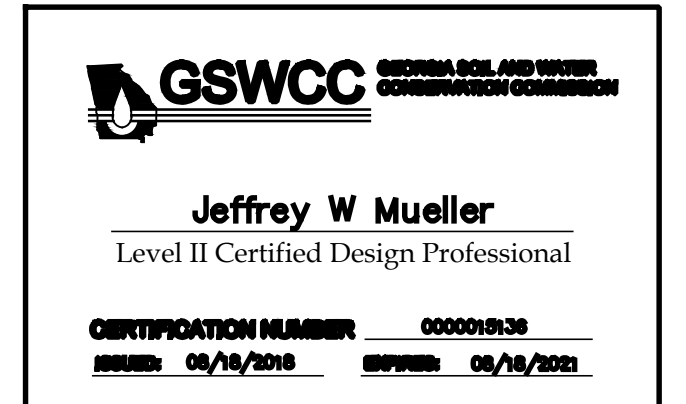 GSWCC GEORGIA SOIL AND WATER
CONSERVATION COMMISSION
Jeffrey W Mueller
Level II Certified Design Professional
CERTIFICATION NUMBER 0000015136
ISSUED: 08/18/2018 EXPIRES: 08/18/2021